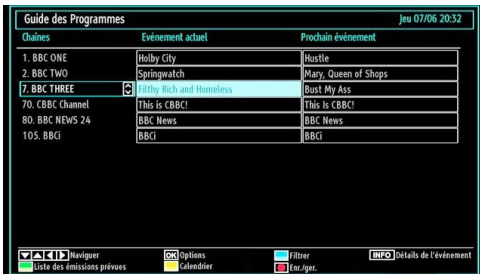 Guide des Programmes Jeu 07/06 20:32
Chaînes Evénement actuel Prochain événement
1. BBC ONE Holby City Hustle
2. BBC TWO Springwatch Mary, Queen of Shops
7. BBC THREE Filthy Rich and Homeless Bust My Ass
70. CBBC Channel This is CBBC! This Is CBBC!
80. BBC NEWS 24 BBC News BBC News
105. BBCi BBCi BBCi
Naviguer OK Options Filtrer INFO Détails de l'événement
Liste des émissions prévues Calendrier Enr./ger.